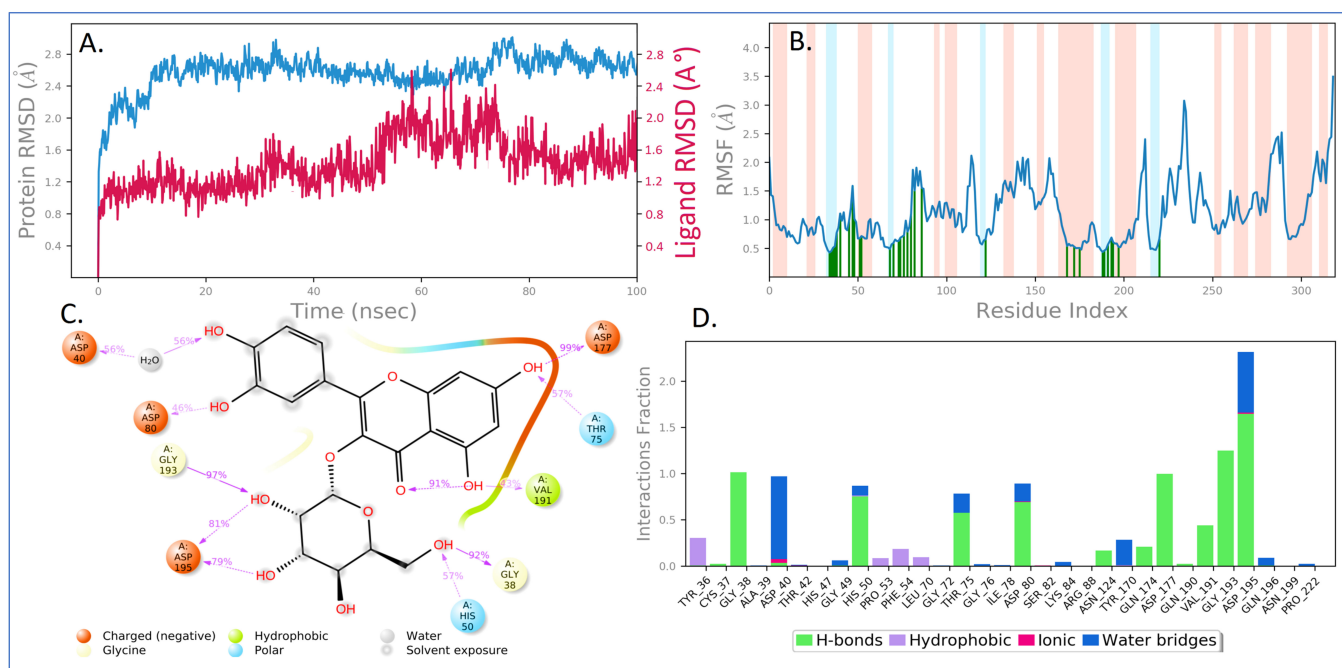 A.
Protein RMSD (Å)
2.8
2.4
2.0
1.6
1.2
0.8
0.4
2.8
2.4
2.0
1.6
1.2
0.8
0.4
Ligand RMSD (A°)
0 20 40 60 80 100
Time (nsec)
B.
RMSF (Å)
4.0
3.5
3.0
2.5
2.0
1.5
1.0
0.5
0 50 100 150 200 250 300
Residue Index
C.
A:
ASP
40
56%
H₂O
56%
HO
A:
ASP
80
46%
HO
O
OH
99%
A:
ASP
177
57%
A:
THR
75
A:
GLY
193
97%
HO
O
O
91%
OH
43%
A:
VAL
191
81%
A:
ASP
195
79%
HO
O
OH
OH
92%
A:
GLY
38
57%
A:
HIS
50
Charged (negative) Hydrophobic Water
Glycine Polar Solvent exposure
D.
Interactions Fraction
2.0
1.5
1.0
0.5
0.0
TYR_36
CYS_37
GLY_38
ALA_39
ASP_40
THR_42
HIS_47
GLY_49
HIS_50
PRO_53
PHE_54
LEU_70
GLY_72
THR_75
GLY_76
ILE_78
ASP_80
SER_82
LYS_84
ARG_88
ASN_124
TYR_170
GLN_174
ASP_177
GLN_190
VAL_191
GLY_193
ASP_195
GLN_196
ASN_199
PRO_222
H-bonds Hydrophobic Ionic Water bridges